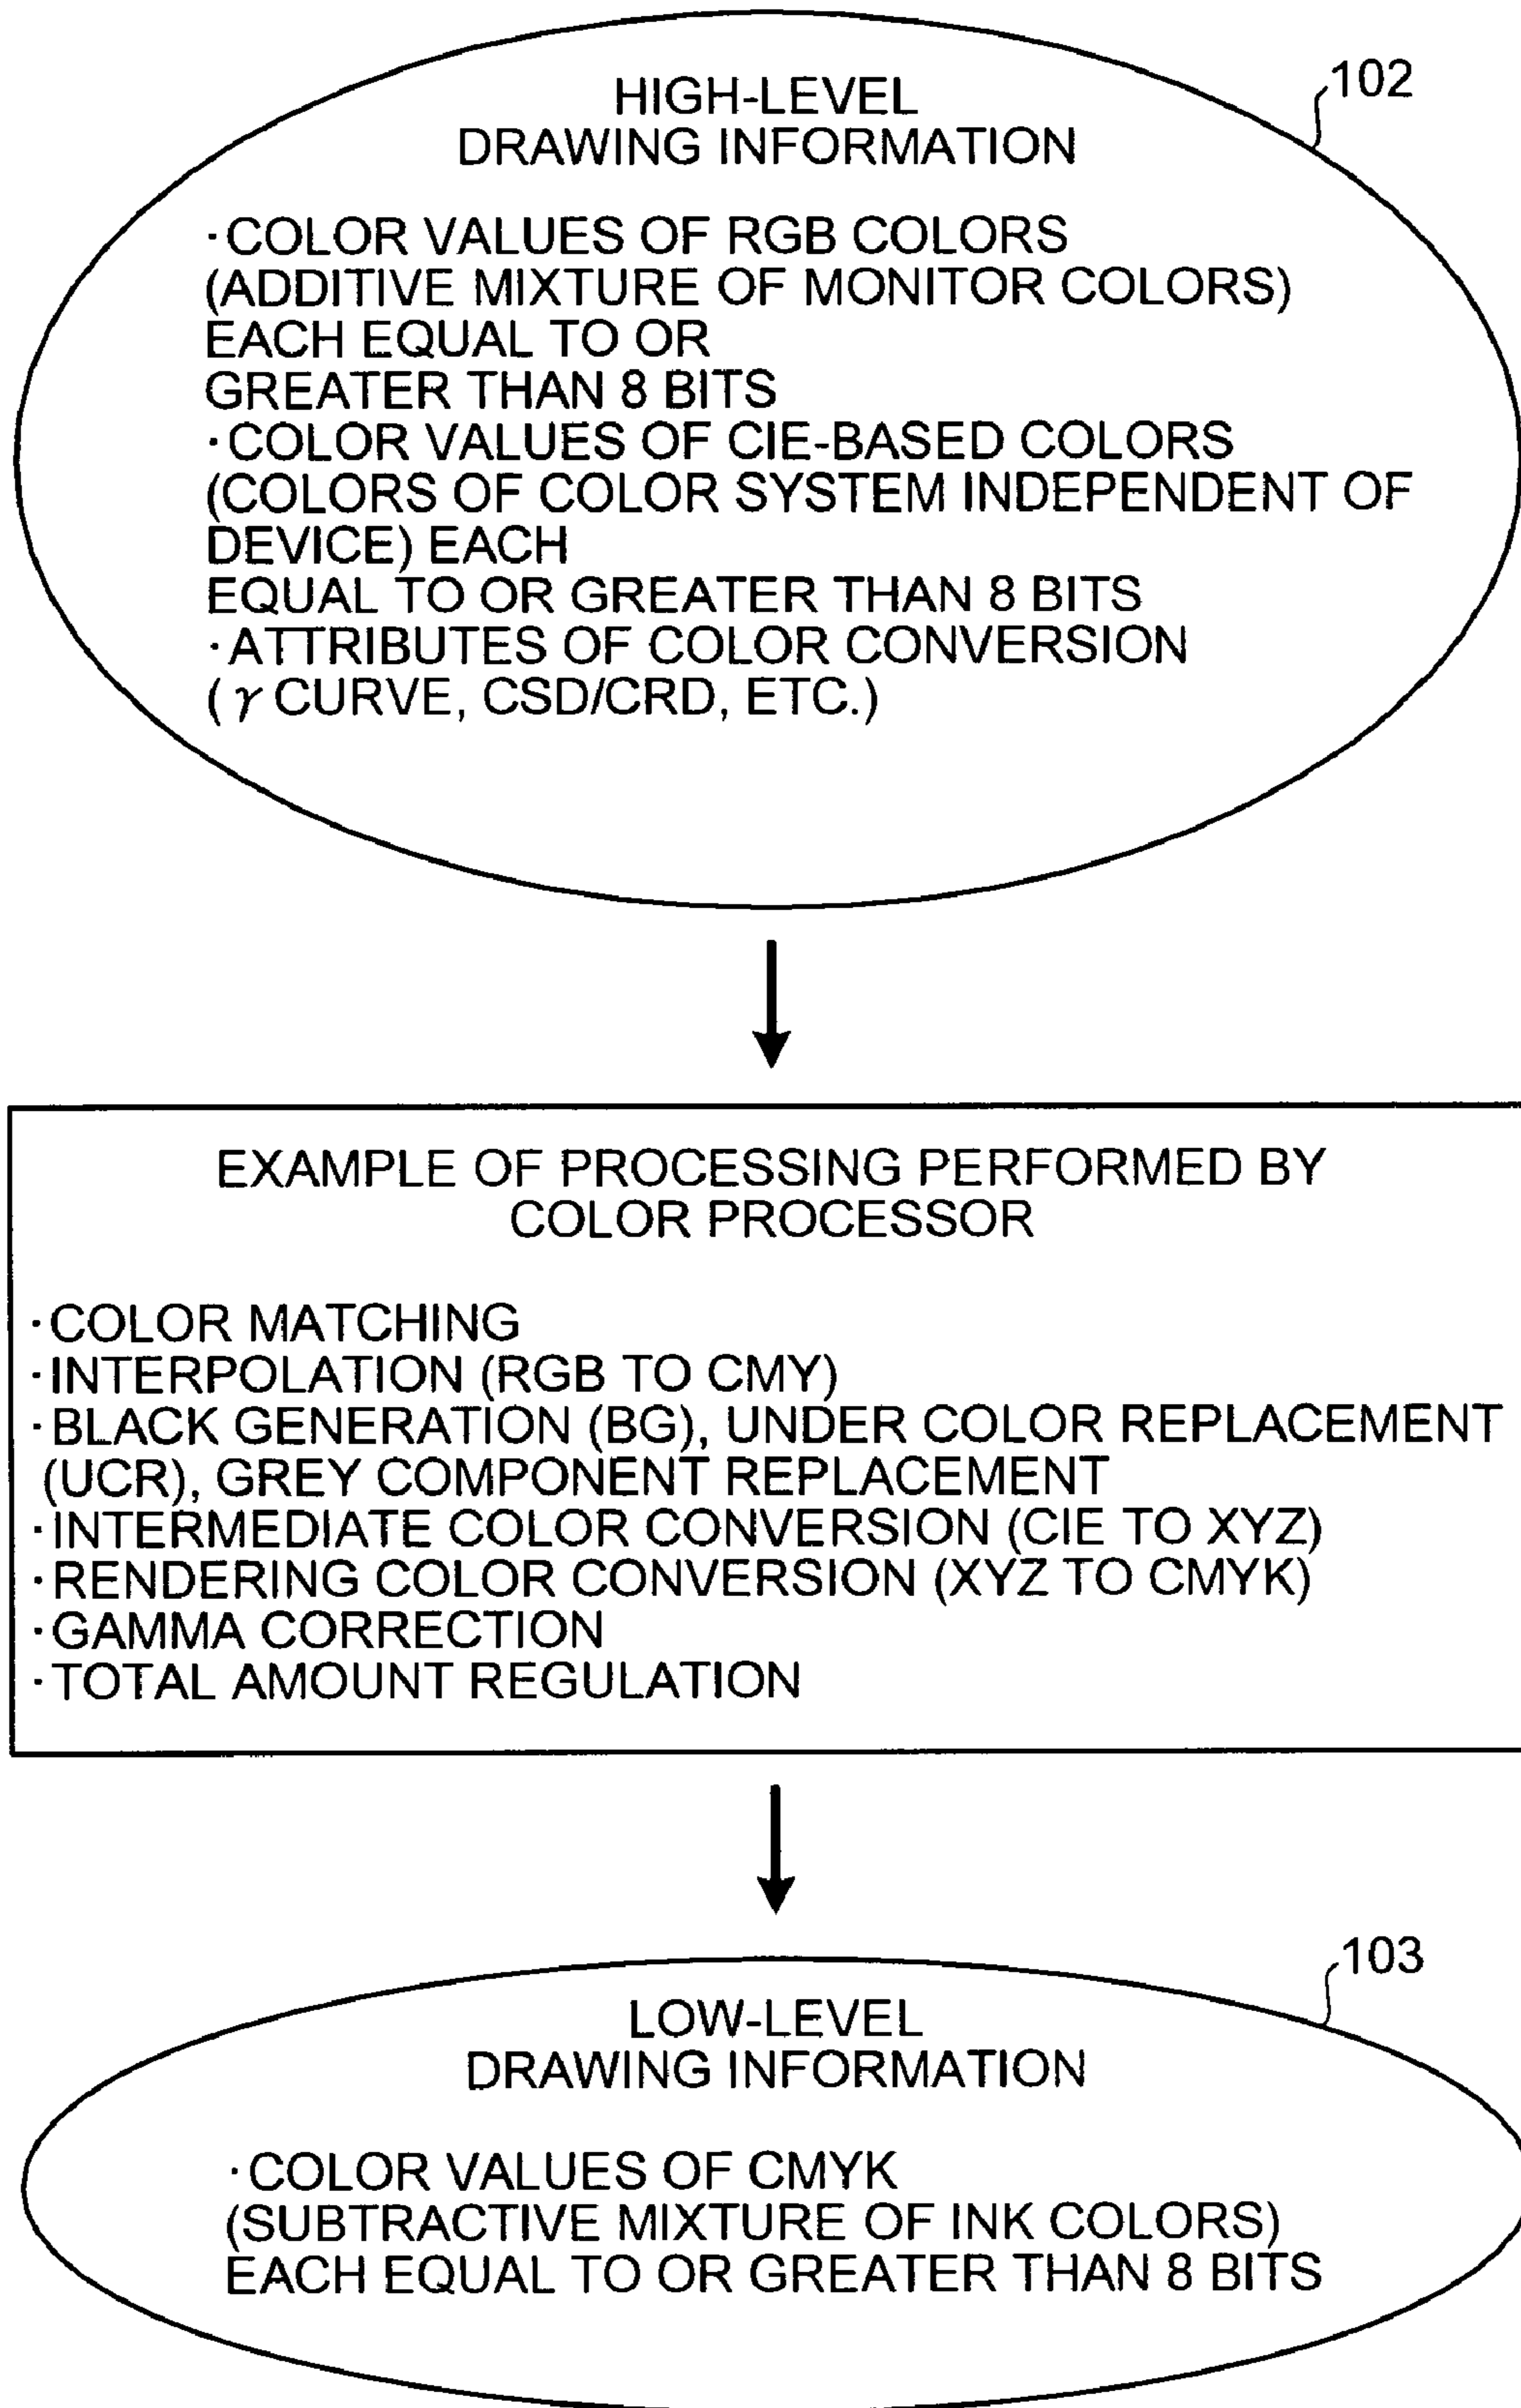 HIGH-LEVEL
DRAWING INFORMATION
102
·COLOR VALUES OF RGB COLORS
(ADDITIVE MIXTURE OF MONITOR COLORS)
EACH EQUAL TO OR
GREATER THAN 8 BITS
·COLOR VALUES OF CIE-BASED COLORS
(COLORS OF COLOR SYSTEM INDEPENDENT OF
DEVICE) EACH
EQUAL TO OR GREATER THAN 8 BITS
·ATTRIBUTES OF COLOR CONVERSION
(γ CURVE, CSD/CRD, ETC.)
EXAMPLE OF PROCESSING PERFORMED BY
COLOR PROCESSOR
·COLOR MATCHING
·INTERPOLATION (RGB TO CMY)
·BLACK GENERATION (BG), UNDER COLOR REPLACEMENT
(UCR), GREY COMPONENT REPLACEMENT
·INTERMEDIATE COLOR CONVERSION (CIE TO XYZ)
·RENDERING COLOR CONVERSION (XYZ TO CMYK)
·GAMMA CORRECTION
·TOTAL AMOUNT REGULATION
103
LOW-LEVEL
DRAWING INFORMATION
·COLOR VALUES OF CMYK
(SUBTRACTIVE MIXTURE OF INK COLORS)
EACH EQUAL TO OR GREATER THAN 8 BITS